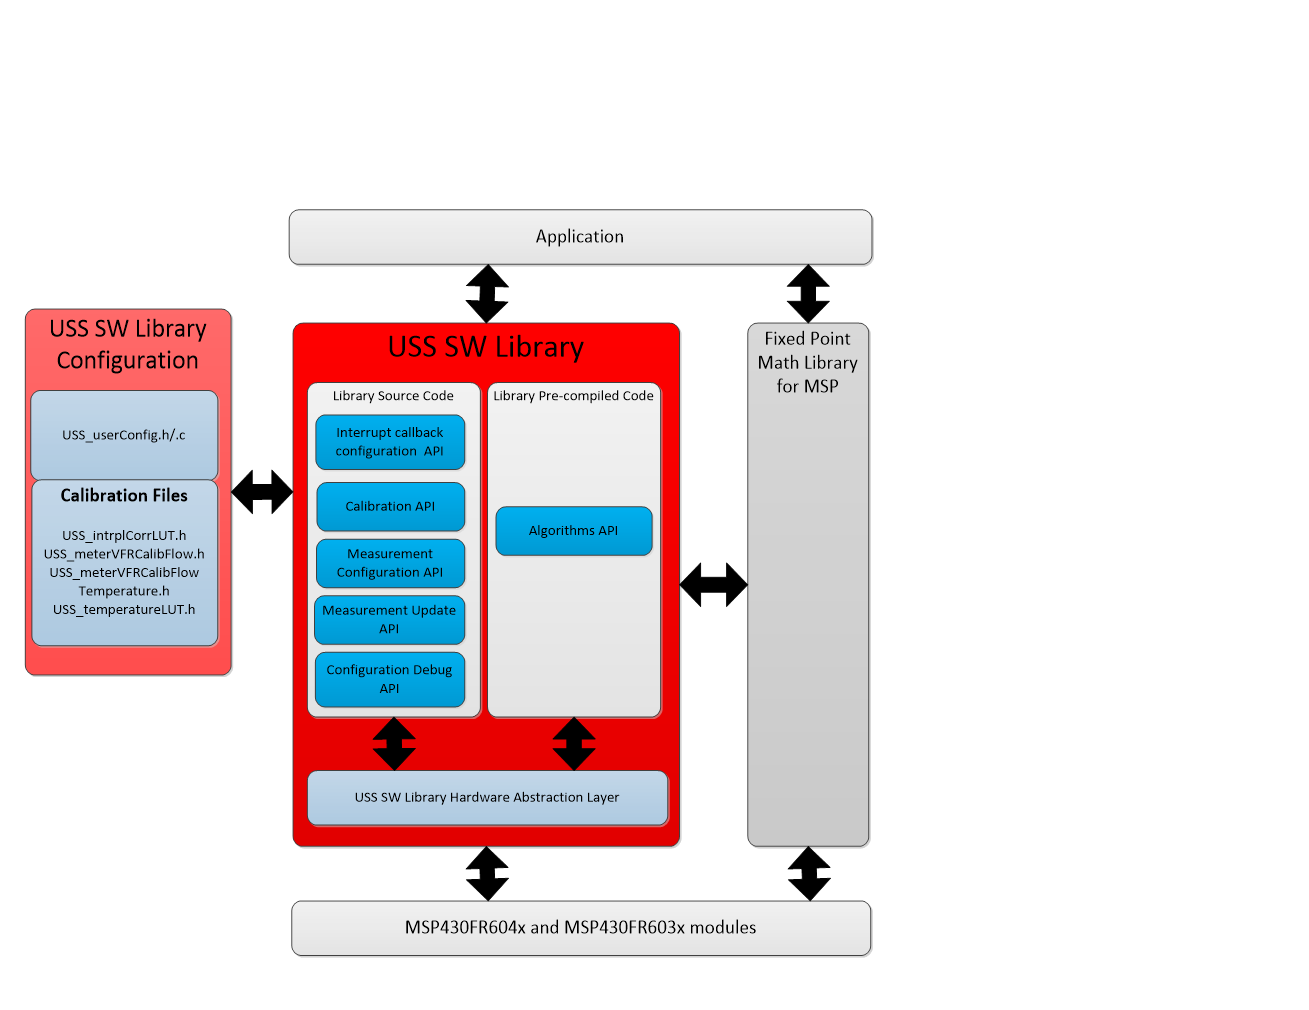 Application
USS SW Library
Configuration
USS_userConfig.h/.c
Calibration Files
USS_intrplCorrLUT.h
USS_meterVFRCalibFlow.h
USS_meterVFRCalibFlow
Temperature.h
USS_temperatureLUT.h
USS SW Library
Library Source Code
Interrupt callback
configuration API
Calibration API
Measurement
Configuration API
Measurement Update
API
Configuration Debug
API
Library Pre-compiled Code
Algorithms API
USS SW Library Hardware Abstraction Layer
Fixed Point
Math Library
for MSP
MSP430FR604x and MSP430FR603x modules